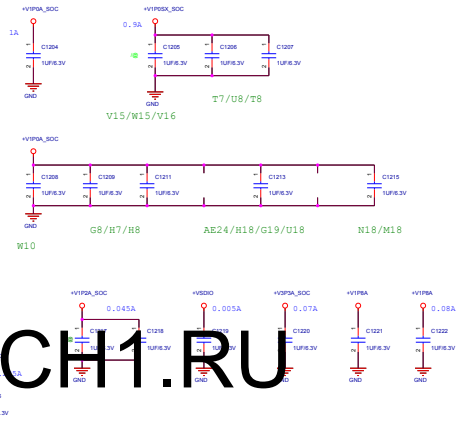 +V1P0A_SOC
+V1P0SX_SOC
1A
0.9A
C1204
C1205
C1206
C1207
1UF/6.3V
1UF/6.3V
1UF/6.3V
1UF/6.3V
GND
GND
T7/U8/T8
V15/W15/V16
+V1P0A_SOC
C1208
C1209
C1211
C1213
C1215
1UF/6.3V
1UF/6.3V
1UF/6.3V
1UF/6.3V
1UF/6.3V
GND
G8/H7/H8
AE24/H18/G19/U18
N18/M18
W10
+V1P2A_SOC
+VSDIO
+V3P3A_SOC
+V1P8A
+V1P8A
0.045A
0.005A
0.07A
0.08A
C1218
C1220
C1221
C1222
1UF/6.3V
1UF/6.3V
1UF/6.3V
GND
GND
GND
GND
GND
CH1.RU